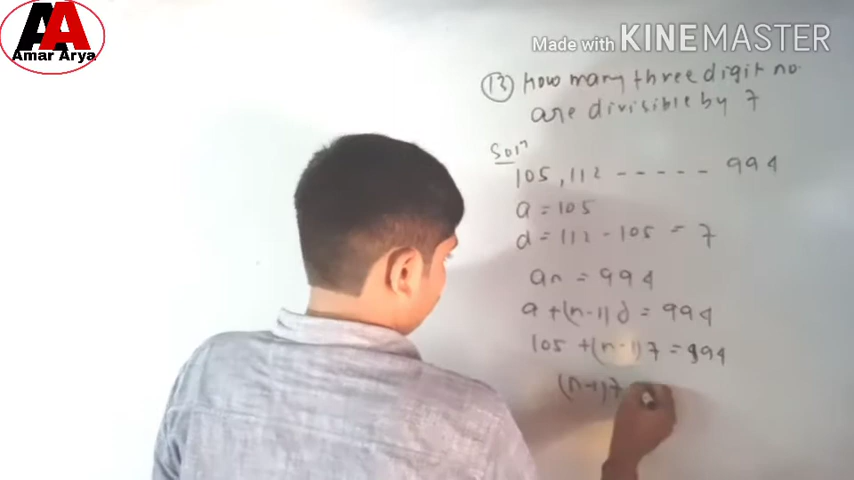 AA
Amar Arya
Made with KINEMASTER
(13) How many three digit no
are divisible by 7
Soln
105, 112 ----- 994
a = 105
d = 112 - 105 = 7
an = 994
a + (n-1) d = 994
105 + (n-1) 7 = 994
(n-1) 7